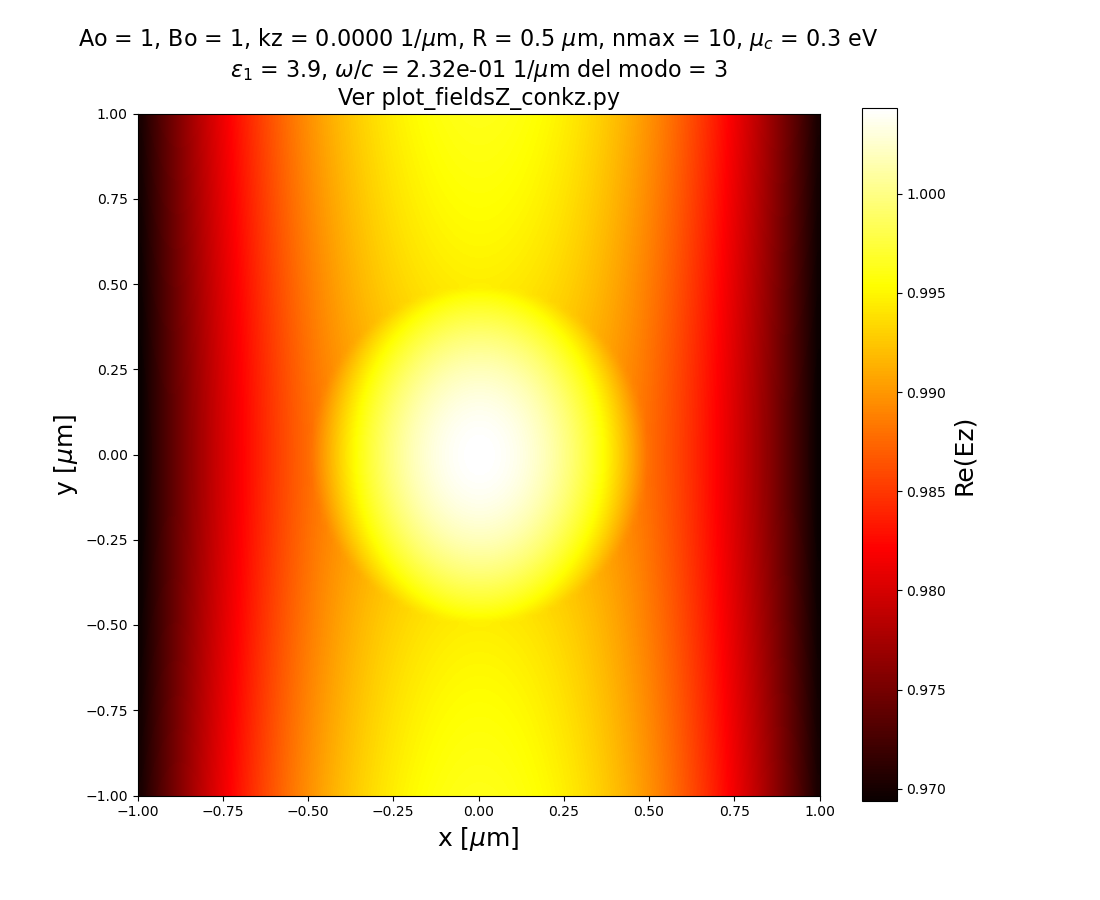 Ao = 1, Bo = 1, kz = 0.0000 1/μm, R = 0.5 μm, nmax = 10, μc = 0.3 eV
ε1 = 3.9, ω/c = 2.32e-01 1/μm del modo = 3
Ver plot_fieldsZ_conkz.py
1.00
0.75
0.50
0.25
0.00
−0.25
−0.50
−0.75
−1.00
y [μm]
−1.00 −0.75 −0.50 −0.25 0.00 0.25 0.50 0.75 1.00
x [μm]
1.000
0.995
0.990
0.985
0.980
0.975
0.970
Re(Ez)